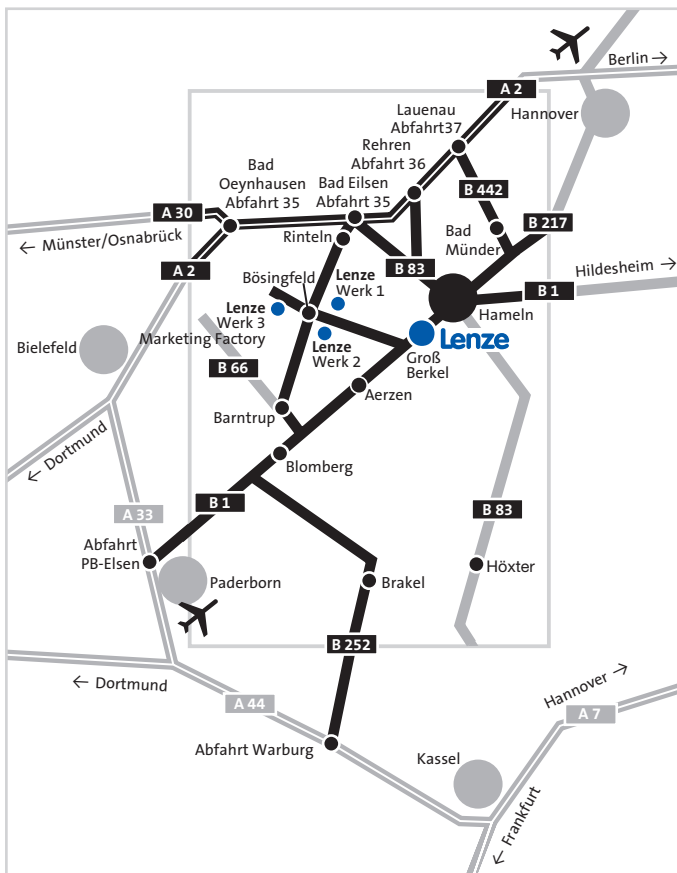 Berlin →
A 2
Hannover
Lauenau
Abfahrt37
Rehren
Abfahrt 36
Bad
Oeynhausen
Abfahrt 35
Bad Eilsen
Abfahrt 35
B 442
A 30
B 217
← Münster/Osnabrück
Rinteln
Bad
Münder
A 2
B 83
Hildesheim →
B 1
Bösingfeld
Lenze
Werk 1
Hameln
Lenze
Werk 3
Marketing Factory
Lenze
Werk 2
Lenze
Groß
Berkel
Bielefeld
B 66
Aerzen
Barntrup
← Dortmund
Blomberg
B 1
B 83
A 33
Abfahrt
PB-Elsen
Paderborn
Brakel
Höxter
B 252
← Dortmund
Hannover →
A 44
A 7
Abfahrt Warburg
Kassel
← Frankfurt